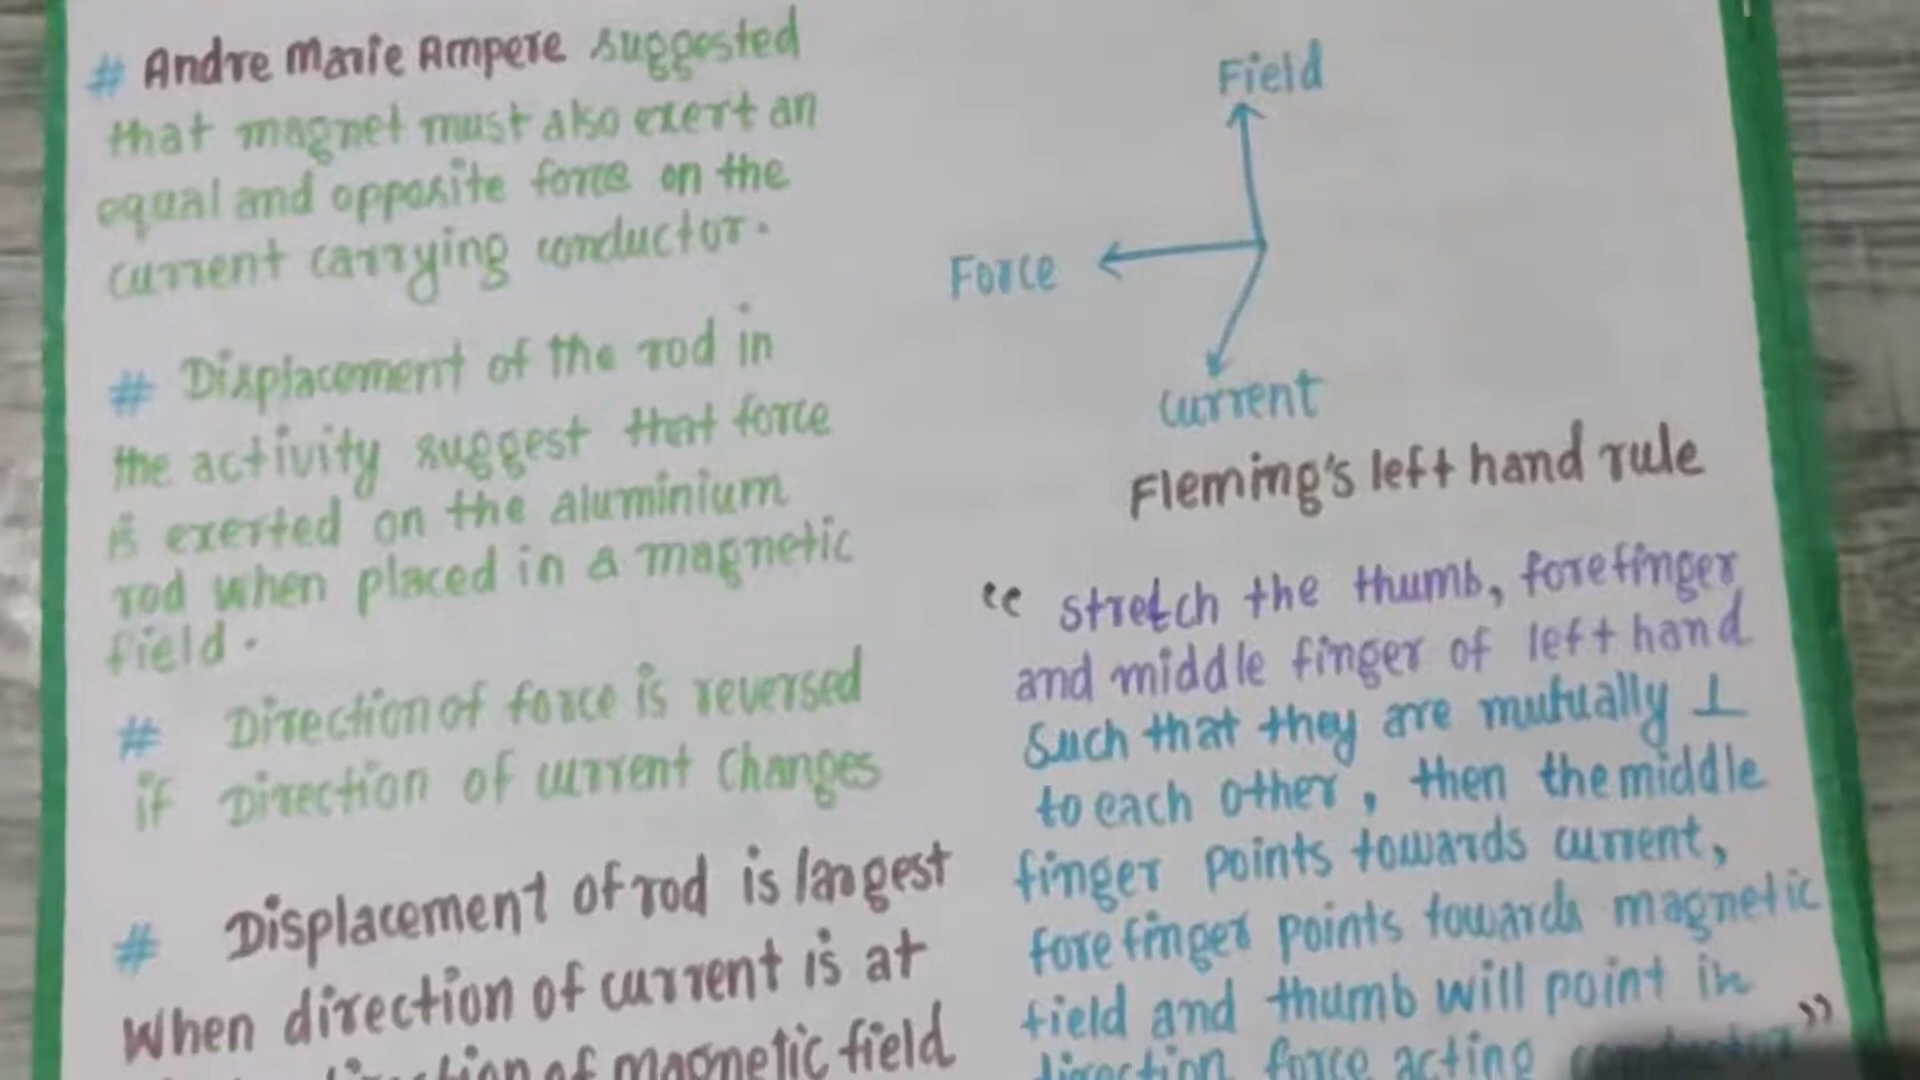 # Andre Marie Ampere suggested
that magnet must also exert an
equal and opposite force on the
current carrying conductor.
# Displacement of the rod in
the activity suggest that force
is exerted on the aluminium
rod when placed in a magnetic
field.
# Direction of force is reversed
if Direction of current Changes
# Displacement of rod is largest
When direction of current is at
direction of magnetic field
Field
Force
Current
Fleming's left hand rule
“ stretch the thumb, forefinger
and middle finger of left hand
Such that they are mutually ⊥
to each other, then the middle
finger points towards current,
fore finger points towards magnetic
field and thumb will point in
direction force acting ”